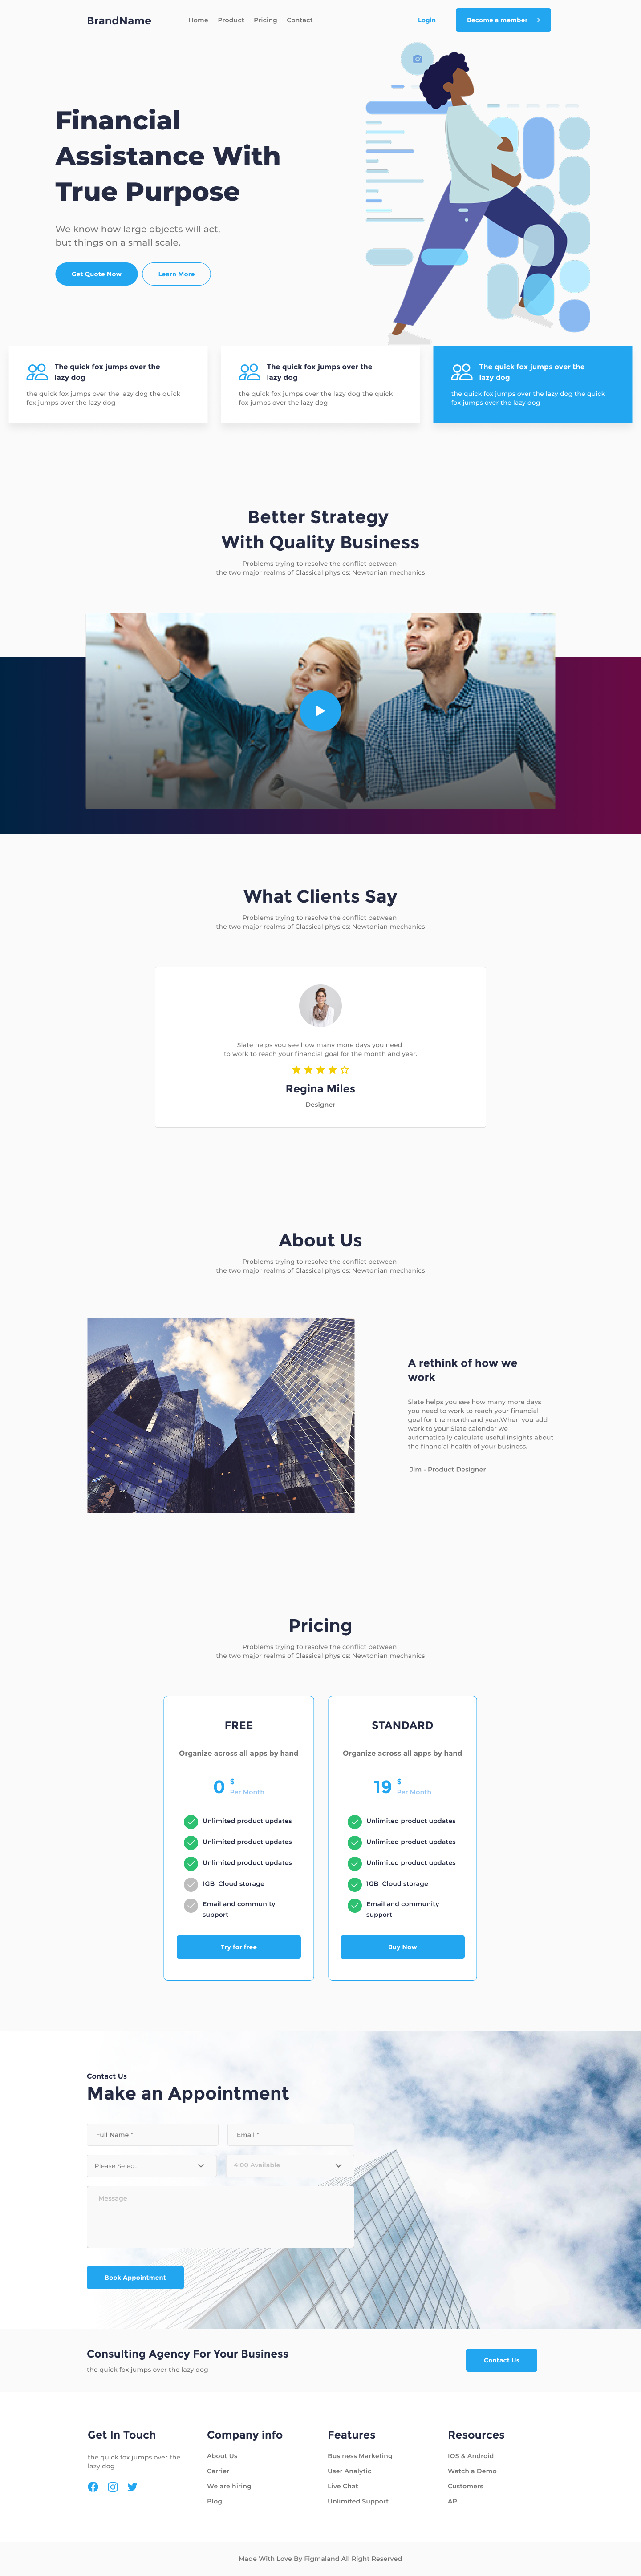 BrandName
Home Product Pricing Contact
Login
Become a member
Financial
Assistance With
True Purpose
We know how large objects will act,
but things on a small scale.
Get Quote Now
Learn More
The quick fox jumps over the
lazy dog
the quick fox jumps over the lazy dog the quick
fox jumps over the lazy dog
The quick fox jumps over the
lazy dog
the quick fox jumps over the lazy dog the quick
fox jumps over the lazy dog
The quick fox jumps over the
lazy dog
the quick fox jumps over the lazy dog the quick
fox jumps over the lazy dog
Better Strategy
With Quality Business
Problems trying to resolve the conflict between
the two major realms of Classical physics: Newtonian mechanics
What Clients Say
Problems trying to resolve the conflict between
the two major realms of Classical physics: Newtonian mechanics
Slate helps you see how many more days you need
to work to reach your financial goal for the month and year.
Regina Miles
Designer
About Us
Problems trying to resolve the conflict between
the two major realms of Classical physics: Newtonian mechanics
A rethink of how we
work
Slate helps you see how many more days
you need to work to reach your financial
goal for the month and year.When you add
work to your Slate calendar we
automatically calculate useful insights about
the financial health of your business.
Jim - Product Designer
Pricing
Problems trying to resolve the conflict between
the two major realms of Classical physics: Newtonian mechanics
FREE
Organize across all apps by hand
0 $
Per Month
Unlimited product updates
Unlimited product updates
Unlimited product updates
1GB Cloud storage
Email and community
support
Try for free
STANDARD
Organize across all apps by hand
19 $
Per Month
Unlimited product updates
Unlimited product updates
Unlimited product updates
1GB Cloud storage
Email and community
support
Buy Now
Contact Us
Make an Appointment
Full Name *
Email *
Please Select
4:00 Available
Message
Book Appointment
Consulting Agency For Your Business
the quick fox jumps over the lazy dog
Contact Us
Get In Touch
the quick fox jumps over the
lazy dog
Company info
About Us
Carrier
We are hiring
Blog
Features
Business Marketing
User Analytic
Live Chat
Unlimited Support
Resources
IOS & Android
Watch a Demo
Customers
API
Made With Love By Figmaland All Right Reserved